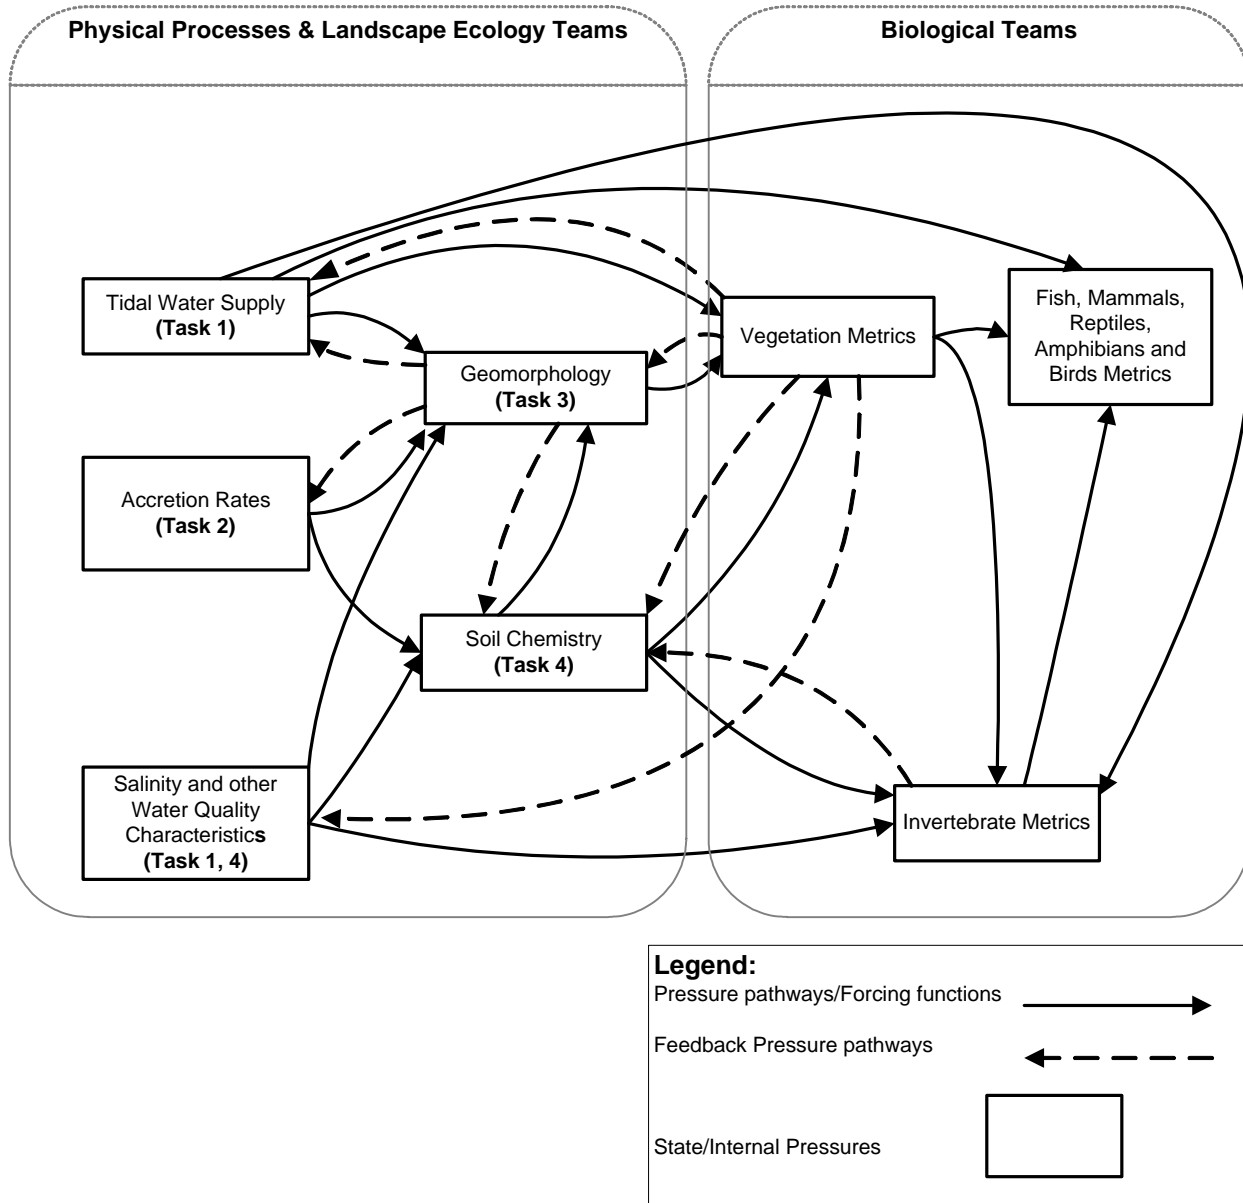 Physical Processes & Landscape Ecology Teams
Biological Teams
Tidal Water Supply
(Task 1)
Geomorphology
(Task 3)
Vegetation Metrics
Fish, Mammals,
Reptiles,
Amphibians and
Birds Metrics
Accretion Rates
(Task 2)
Soil Chemistry
(Task 4)
Salinity and other
Water Quality
Characteristics
(Task 1, 4)
Invertebrate Metrics
Legend:
Pressure pathways/Forcing functions
Feedback Pressure pathways
State/Internal Pressures